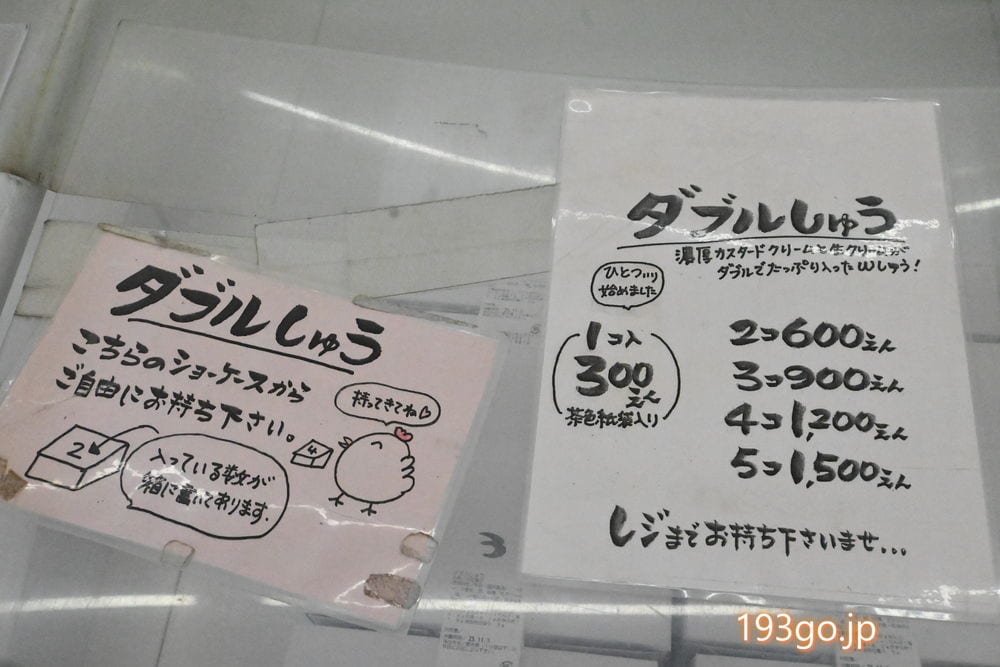 ダブルしゅう
こちらのショーケースから
ご自由にお持ち下さい。
持ってきてね
2
4
入っている数が
箱に書いてあります.
ダブルしゅう
濃厚カスタードクリームと生クリームが
ダブルでたっぷり入ったWしゅう!
ひとつ入り
始めました
1コ入
300
えん
茶色紙袋入り
2コ600えん
3コ900えん
4コ1,200えん
5コ1,500えん
レジまでお持ち下さいませ...
3
193go.jp